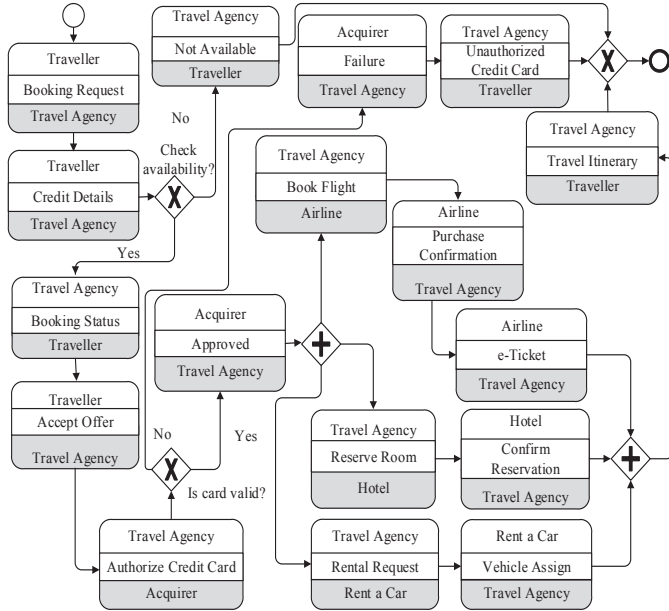 Traveller
Booking Request
Travel Agency
Traveller
Credit Details
Travel Agency
Check
availability?
No
Yes
Travel Agency
Not Available
Traveller
Acquirer
Failure
Travel Agency
Travel Agency
Unauthorized
Credit Card
Traveller
Travel Agency
Travel Itinerary
Traveller
Travel Agency
Book Flight
Airline
Airline
Purchase
Confirmation
Travel Agency
Travel Agency
Booking Status
Traveller
Traveller
Accept Offer
Travel Agency
Travel Agency
Authorize Credit Card
Acquirer
No
Yes
Is card valid?
Acquirer
Approved
Travel Agency
Airline
e-Ticket
Travel Agency
Travel Agency
Reserve Room
Hotel
Hotel
Confirm
Reservation
Travel Agency
Travel Agency
Rental Request
Rent a Car
Rent a Car
Vehicle Assign
Travel Agency